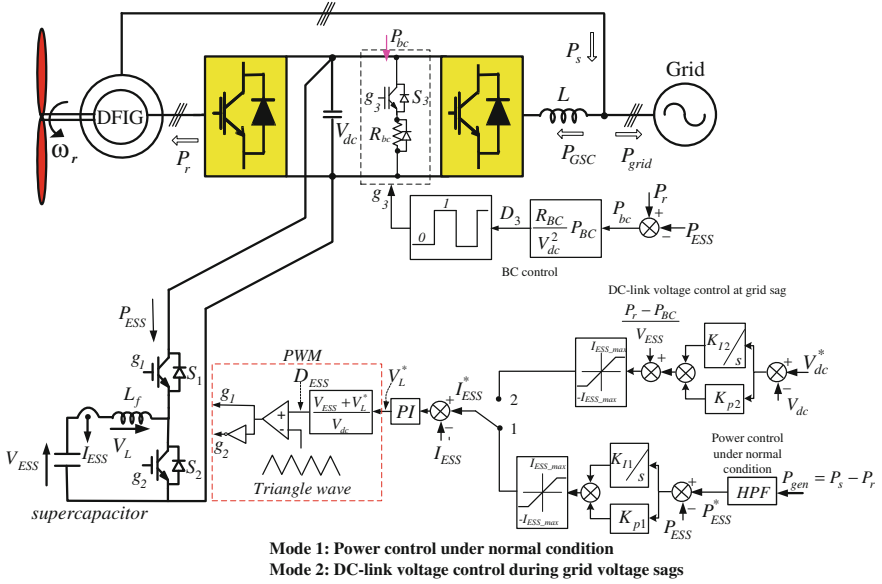 P_bc
P_s
Grid
DFIG
g_3
S_3
R_bc
V_dc
L
ω_r
P_r
P_GSC
P_grid
g_3
0
1
D_3
R_BC / V_dc^2 P_BC
P_bc
P_r
+
−
P_ESS
BC control
DC-link voltage control at grid sag
P_r − P_BC / V_ESS
K_I2 / s
K_p2
+
V_dc^*
−
V_dc
+
+
I_ESS_max
-I_ESS_max
P_ESS
g_1
S_1
L_f
V_L
I_ESS
V_ESS
g_2
S_2
supercapacitor
PWM
g_1
g_2
+
-
D_ESS
V_ESS + V_L^* / V_dc
Triangle wave
V_L^*
PI
I_ESS^*
+
−
I_ESS
2
1
I_ESS_max
-I_ESS_max
K_I1 / s
K_p1
+
−
P_ESS
P_ESS^*
Power control
under normal
condition
HPF
P_gen = P_s − P_r
Mode 1: Power control under normal condition
Mode 2: DC-link voltage control during grid voltage sags